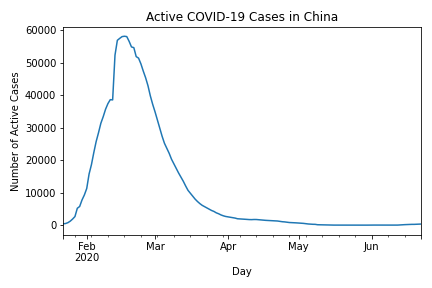 Active COVID-19 Cases in China
Number of Active Cases
60000
50000
40000
30000
20000
10000
0
Feb Mar Apr May Jun
2020
Day